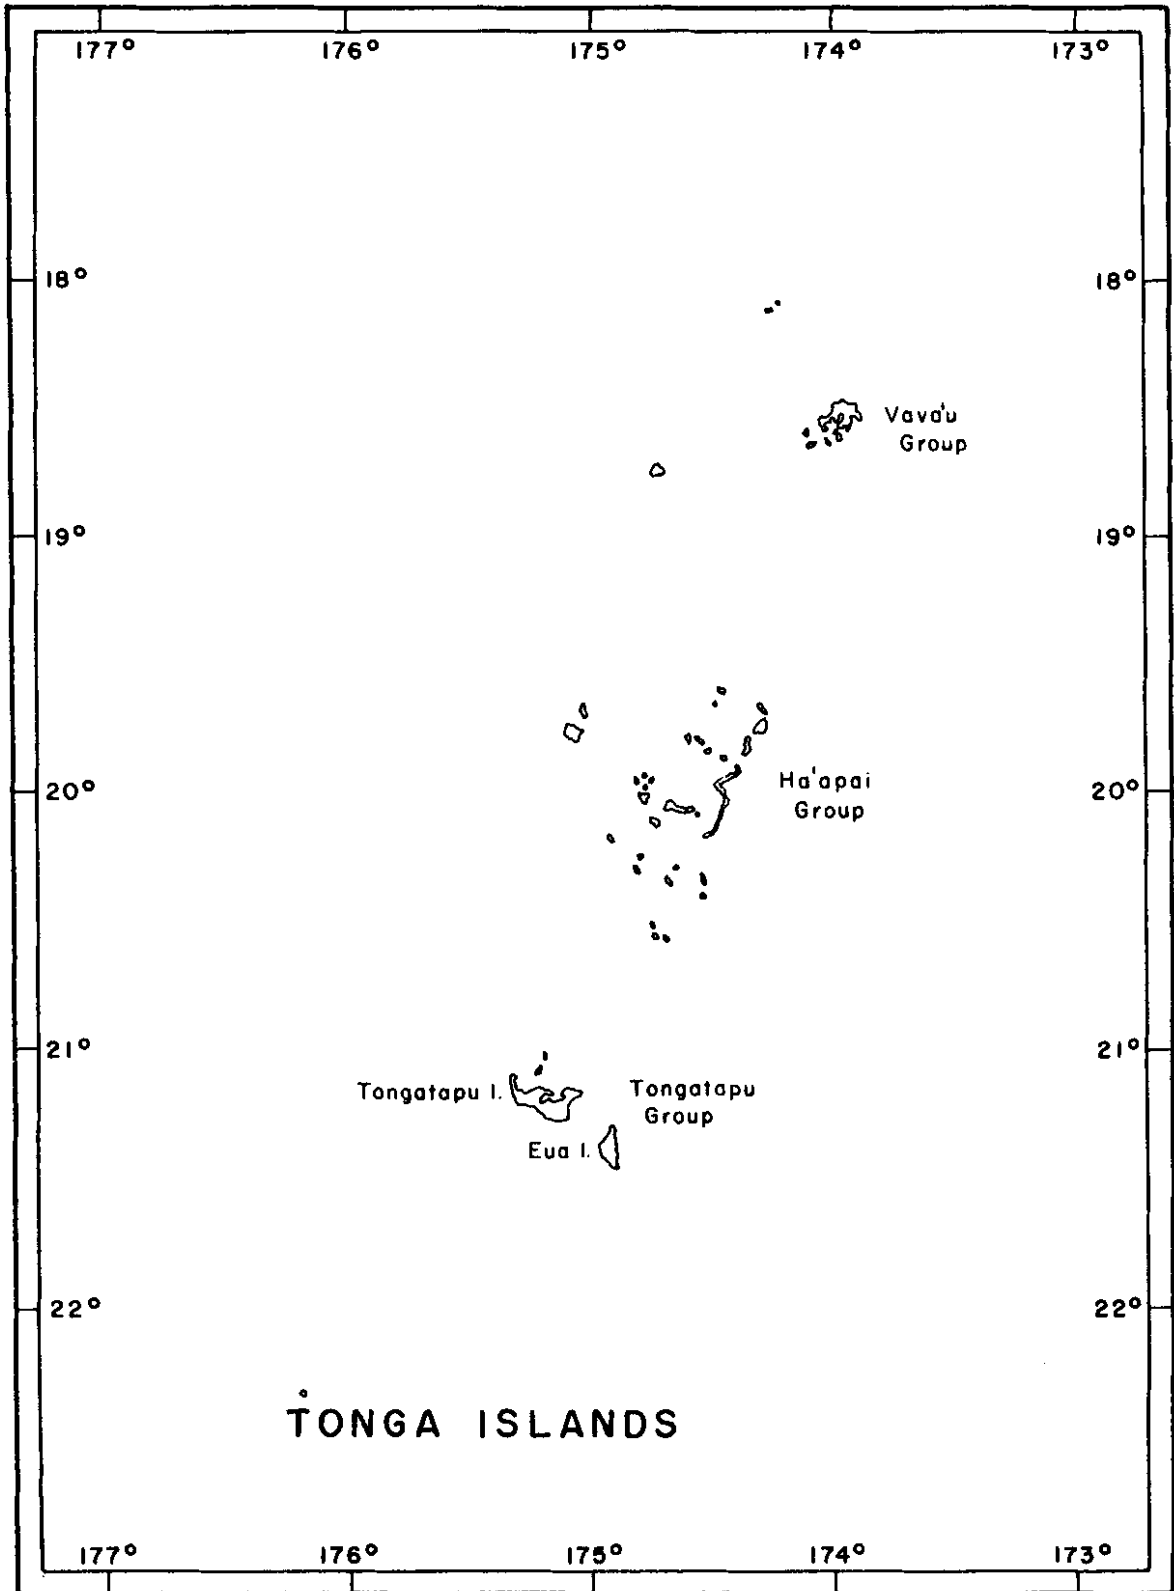 177° 176° 175° 174° 173°
18° 18°
Vava'u
Group
19° 19°
20° 20°
Ha'apai
Group
21° 21°
Tongatapu I.
Tongatapu
Group
Eua I.
22° 22°
TONGA ISLANDS
177° 176° 175° 174° 173°